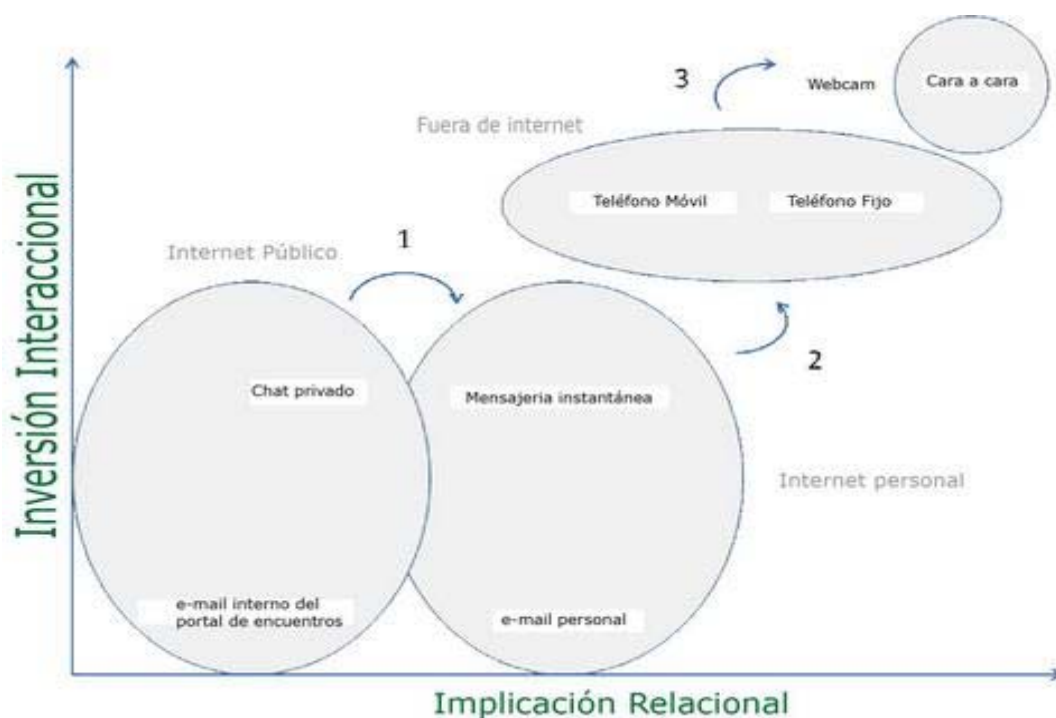 3
Webcam
Cara a cara
Fuera de internet
Teléfono Móvil
Teléfono Fijo
Internet Público
1
2
Chat privado
Mensajeria instantánea
Internet personal
e-mail interno del
portal de encuentros
e-mail personal
Inversión Interaccional
Implicación Relacional